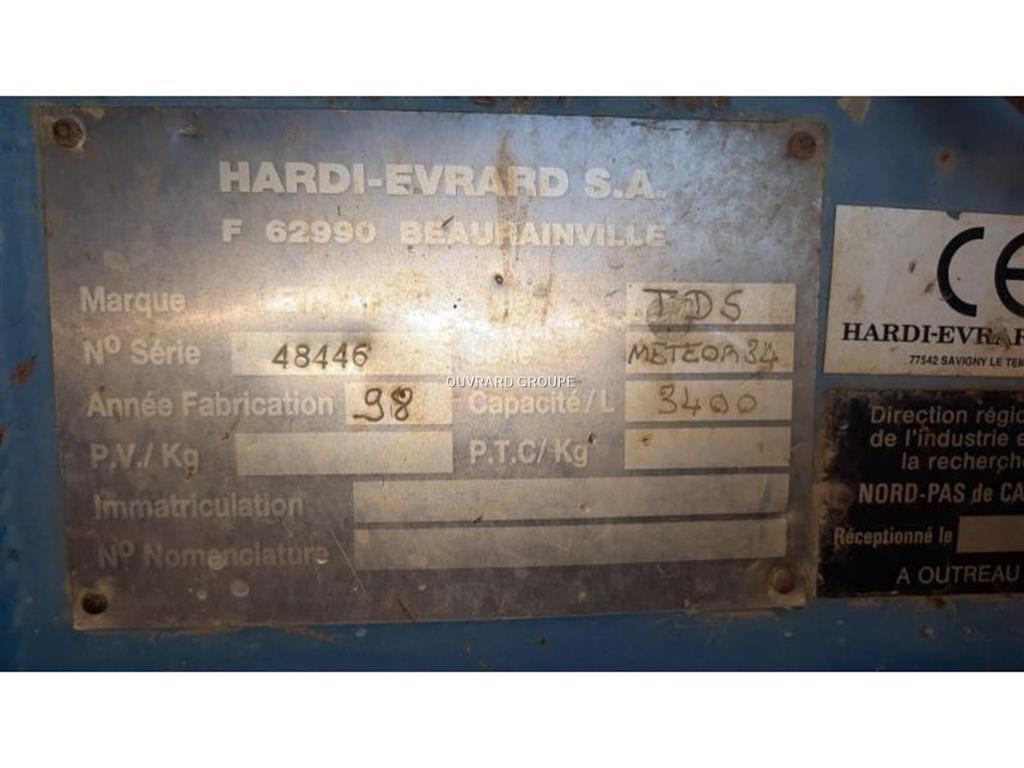 HARDI-EVRARD S.A.
F 62990 BEAURAINVILLE
Marque TDS
Nº Série 48446 METEOR 34
OUVRARD GROUPE
Année Fabrication 98 Capacité/L 3400
P.V./Kg P.T.C/Kg
Immatriculation
Nº Nomenclature
CE
HARDI-EVRAR
77542 SAVIGNY LE TEM
Direction régio
de l'industrie e
la recherche
NORD-PAS de CA
Réceptionné le
A OUTREAU